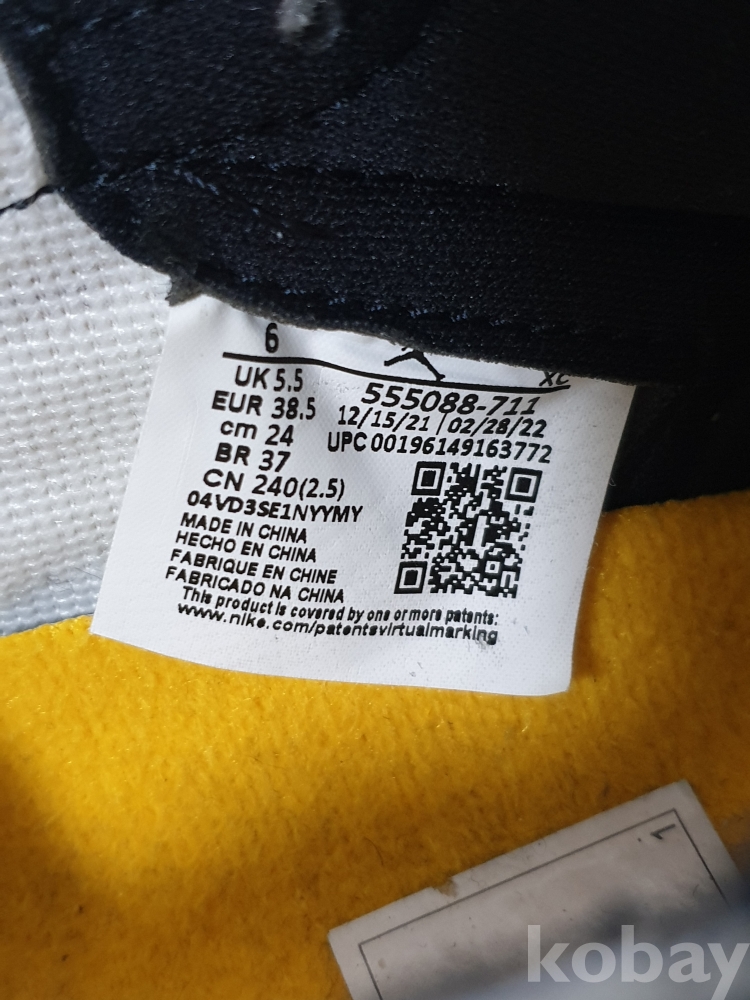 6
XC
UK 5.5
555088-711
EUR 38.5
12/15/21 | 02/28/22
cm 24
UPC 00196149163772
BR 37
CN 240(2.5)
04VD3SE1NYYMY
MADE IN CHINA
HECHO EN CHINA
FABRIQUE EN CHINE
FABRICADO NA CHINA
This product is covered by one or more patents:
www.nike.com/patentsvirtualmarking
1
kobay